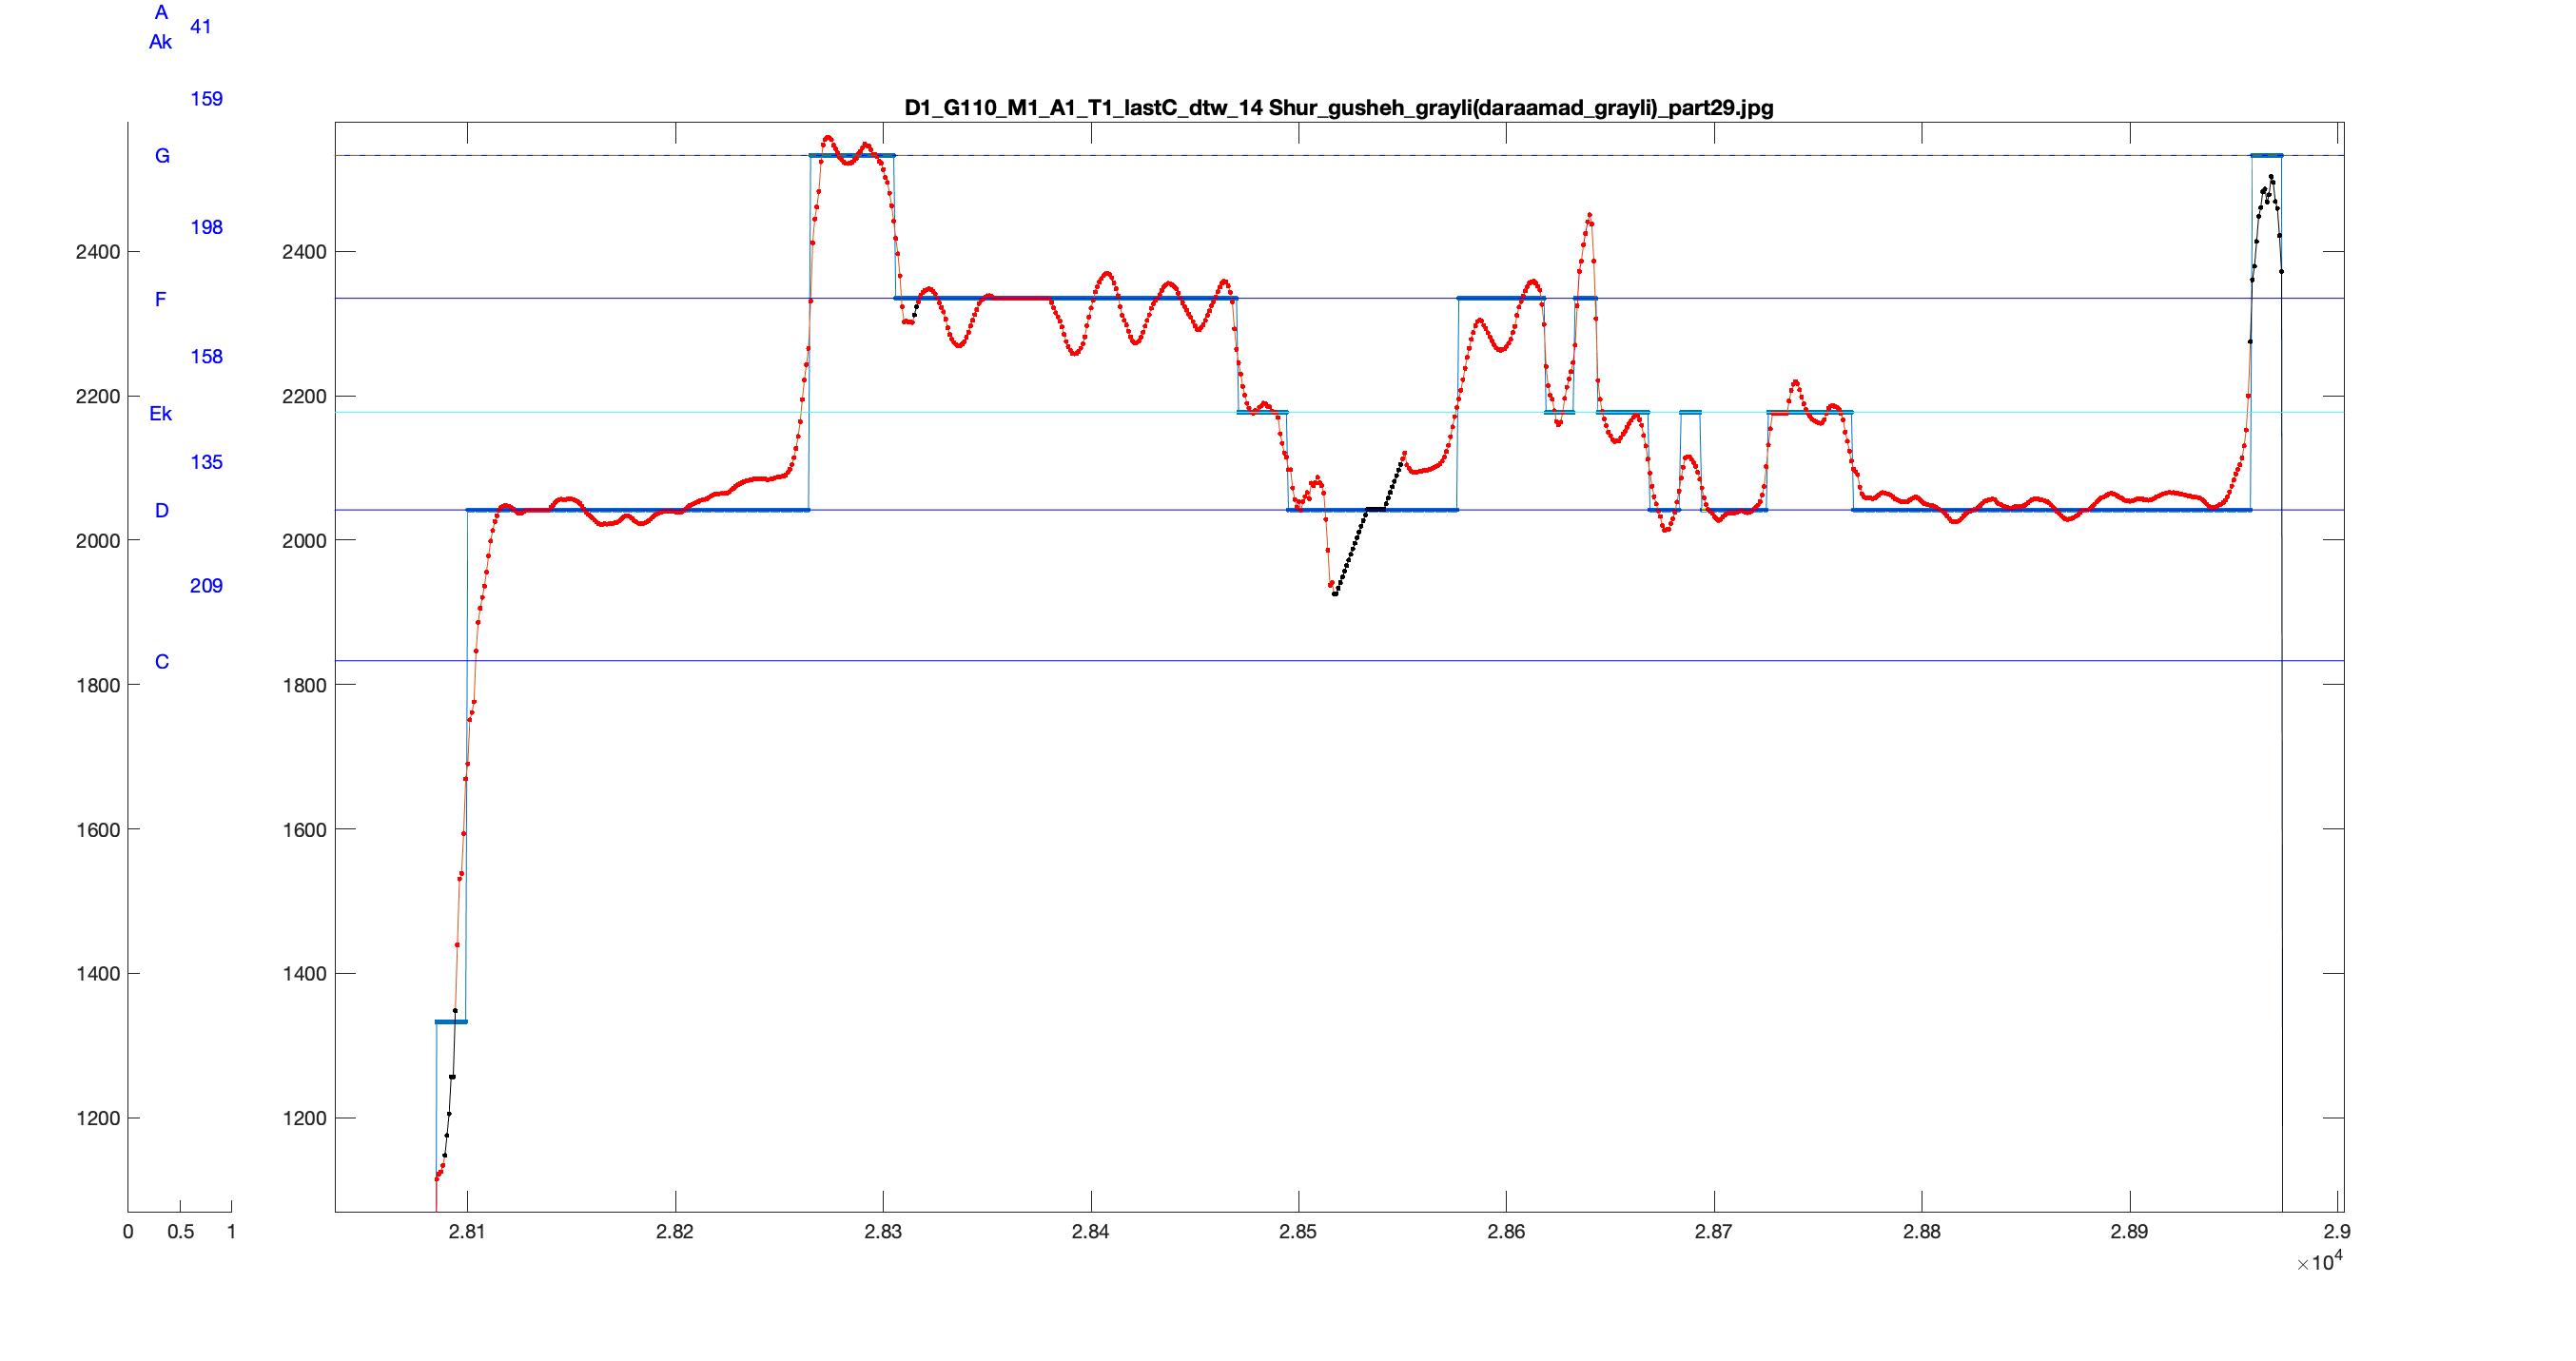 A
41
Ak
159
D1_G110_M1_A1_T1_lastC_dtw_14 Shur_gusheh_grayli(daraamad_grayli)_part29.jpg
G
198
2400 2400
F
158
2200 2200
Ek
135
D
2000 2000
209
C
1800 1800
1600 1600
1400 1400
1200 1200
0 0.5 1 2.81 2.82 2.83 2.84 2.85 2.86 2.87 2.88 2.89 2.9
×10^4